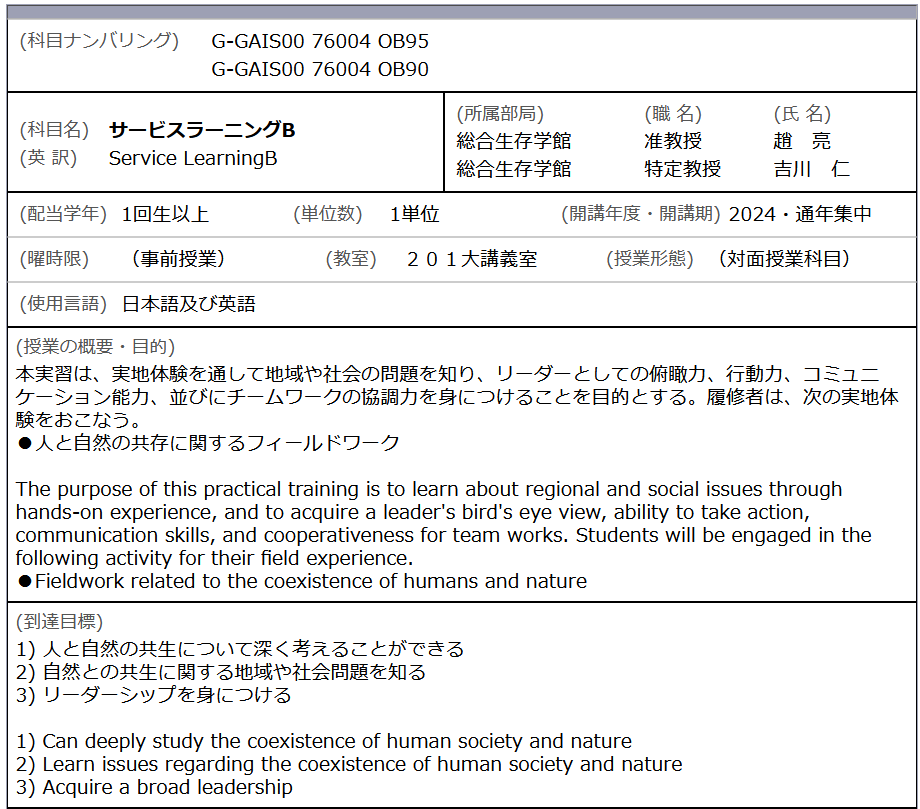 (科目ナンバリング) G-GAIS00 76004 OB95
G-GAIS00 76004 OB90
(科目名) サービスラーニングB
(英 訳) Service LearningB
(所属部局) (職 名) (氏 名)
総合生存学館 准教授 趙 亮
総合生存学館 特定教授 吉川 仁
(配当学年) 1回生以上 (単位数) 1単位 (開講年度・開講期) 2024・通年集中
(曜時限) （事前授業） (教室) ２０１大講義室 (授業形態) （対面授業科目）
(使用言語) 日本語及び英語
(授業の概要・目的)
本実習は、実地体験を通して地域や社会の問題を知り、リーダーとしての俯瞰力、行動力、コミュニ
ケーション能力、並びにチームワークの協調力を身につけることを目的とする。履修者は、次の実地体
験をおこなう。
●人と自然の共存に関するフィールドワーク
The purpose of this practical training is to learn about regional and social issues through
hands-on experience, and to acquire a leader's bird's eye view, ability to take action,
communication skills, and cooperativeness for team works. Students will be engaged in the
following activity for their field experience.
●Fieldwork related to the coexistence of humans and nature
(到達目標)
1) 人と自然の共生について深く考えることができる
2) 自然との共生に関する地域や社会問題を知る
3) リーダーシップを身につける
1) Can deeply study the coexistence of human society and nature
2) Learn issues regarding the coexistence of human society and nature
3) Acquire a broad leadership